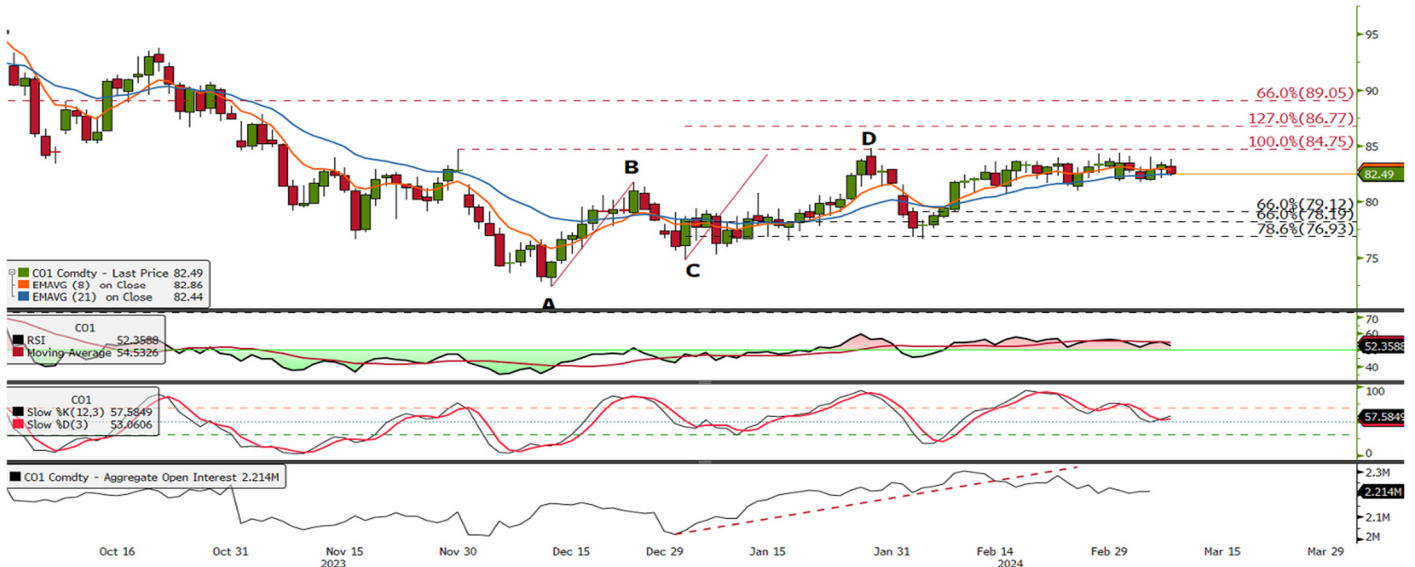 95
90
85
80
75
66.0%(89.05)
127.0%(86.77)
100.0%(84.75)
82.49
66.0%(79.12)
66.0%(78.19)
78.6%(76.93)
A
B
C
D
CO1 Comdty - Last Price 82.49
EMAVG (8) on Close 82.86
EMAVG (21) on Close 82.44
CO1
RSI 52.3588
Moving Average 54.5326
70
60
52.3588
40
CO1
Slow %K(12,3) 57.5849
Slow %D(3) 53.0606
100
57.5849
0
CO1 Comdty - Aggregate Open Interest 2.214M
2.3M
2.214M
2.1M
2M
Oct 16 Oct 31 Nov 15 Nov 30 Dec 15 Dec 29 Jan 15 Jan 31 Feb 14 Feb 29 Mar 15 Mar 29
2023 2024